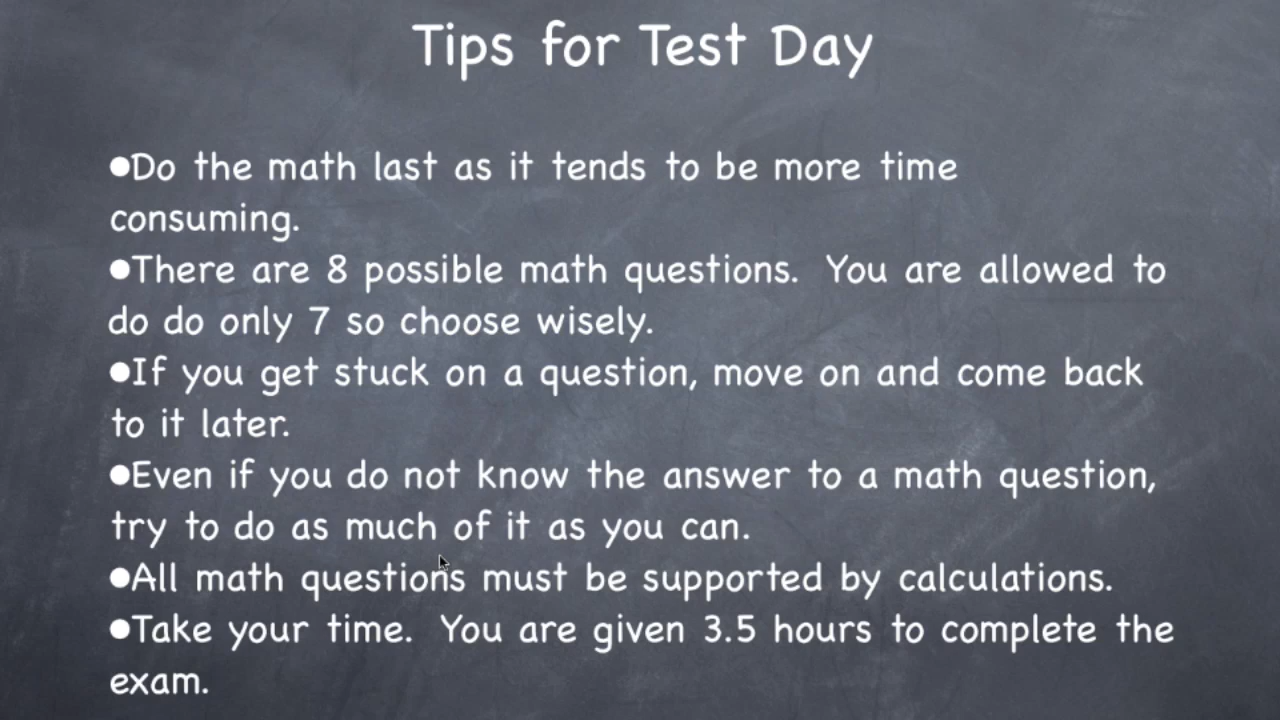 Tips for Test Day
●Do the math last as it tends to be more time
consuming.
●There are 8 possible math questions.  You are allowed to
do do only 7 so choose wisely.
●If you get stuck on a question, move on and come back
to it later.
●Even if you do not know the answer to a math question,
try to do as much of it as you can.
●All math questions must be supported by calculations.
●Take your time.  You are given 3.5 hours to complete the
exam.